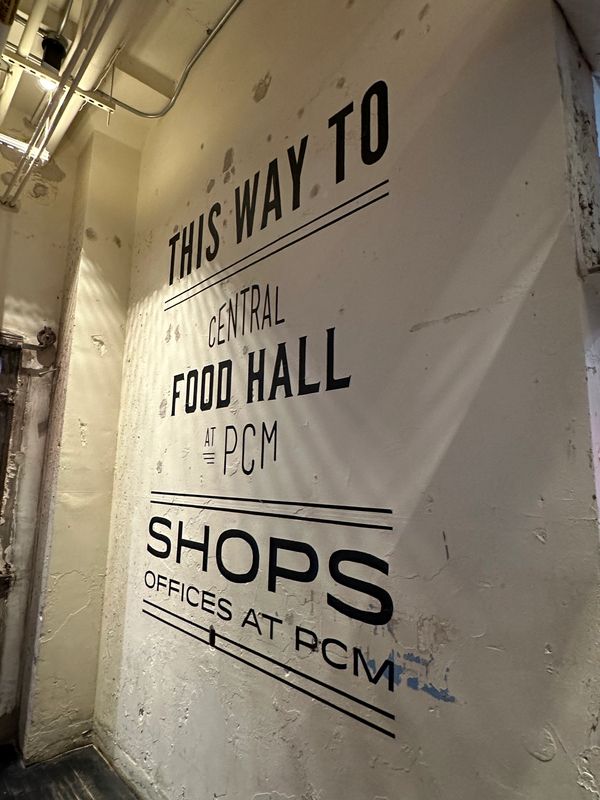 THIS WAY TO
CENTRAL
FOOD HALL
AT PCM
SHOPS
OFFICES AT PCM